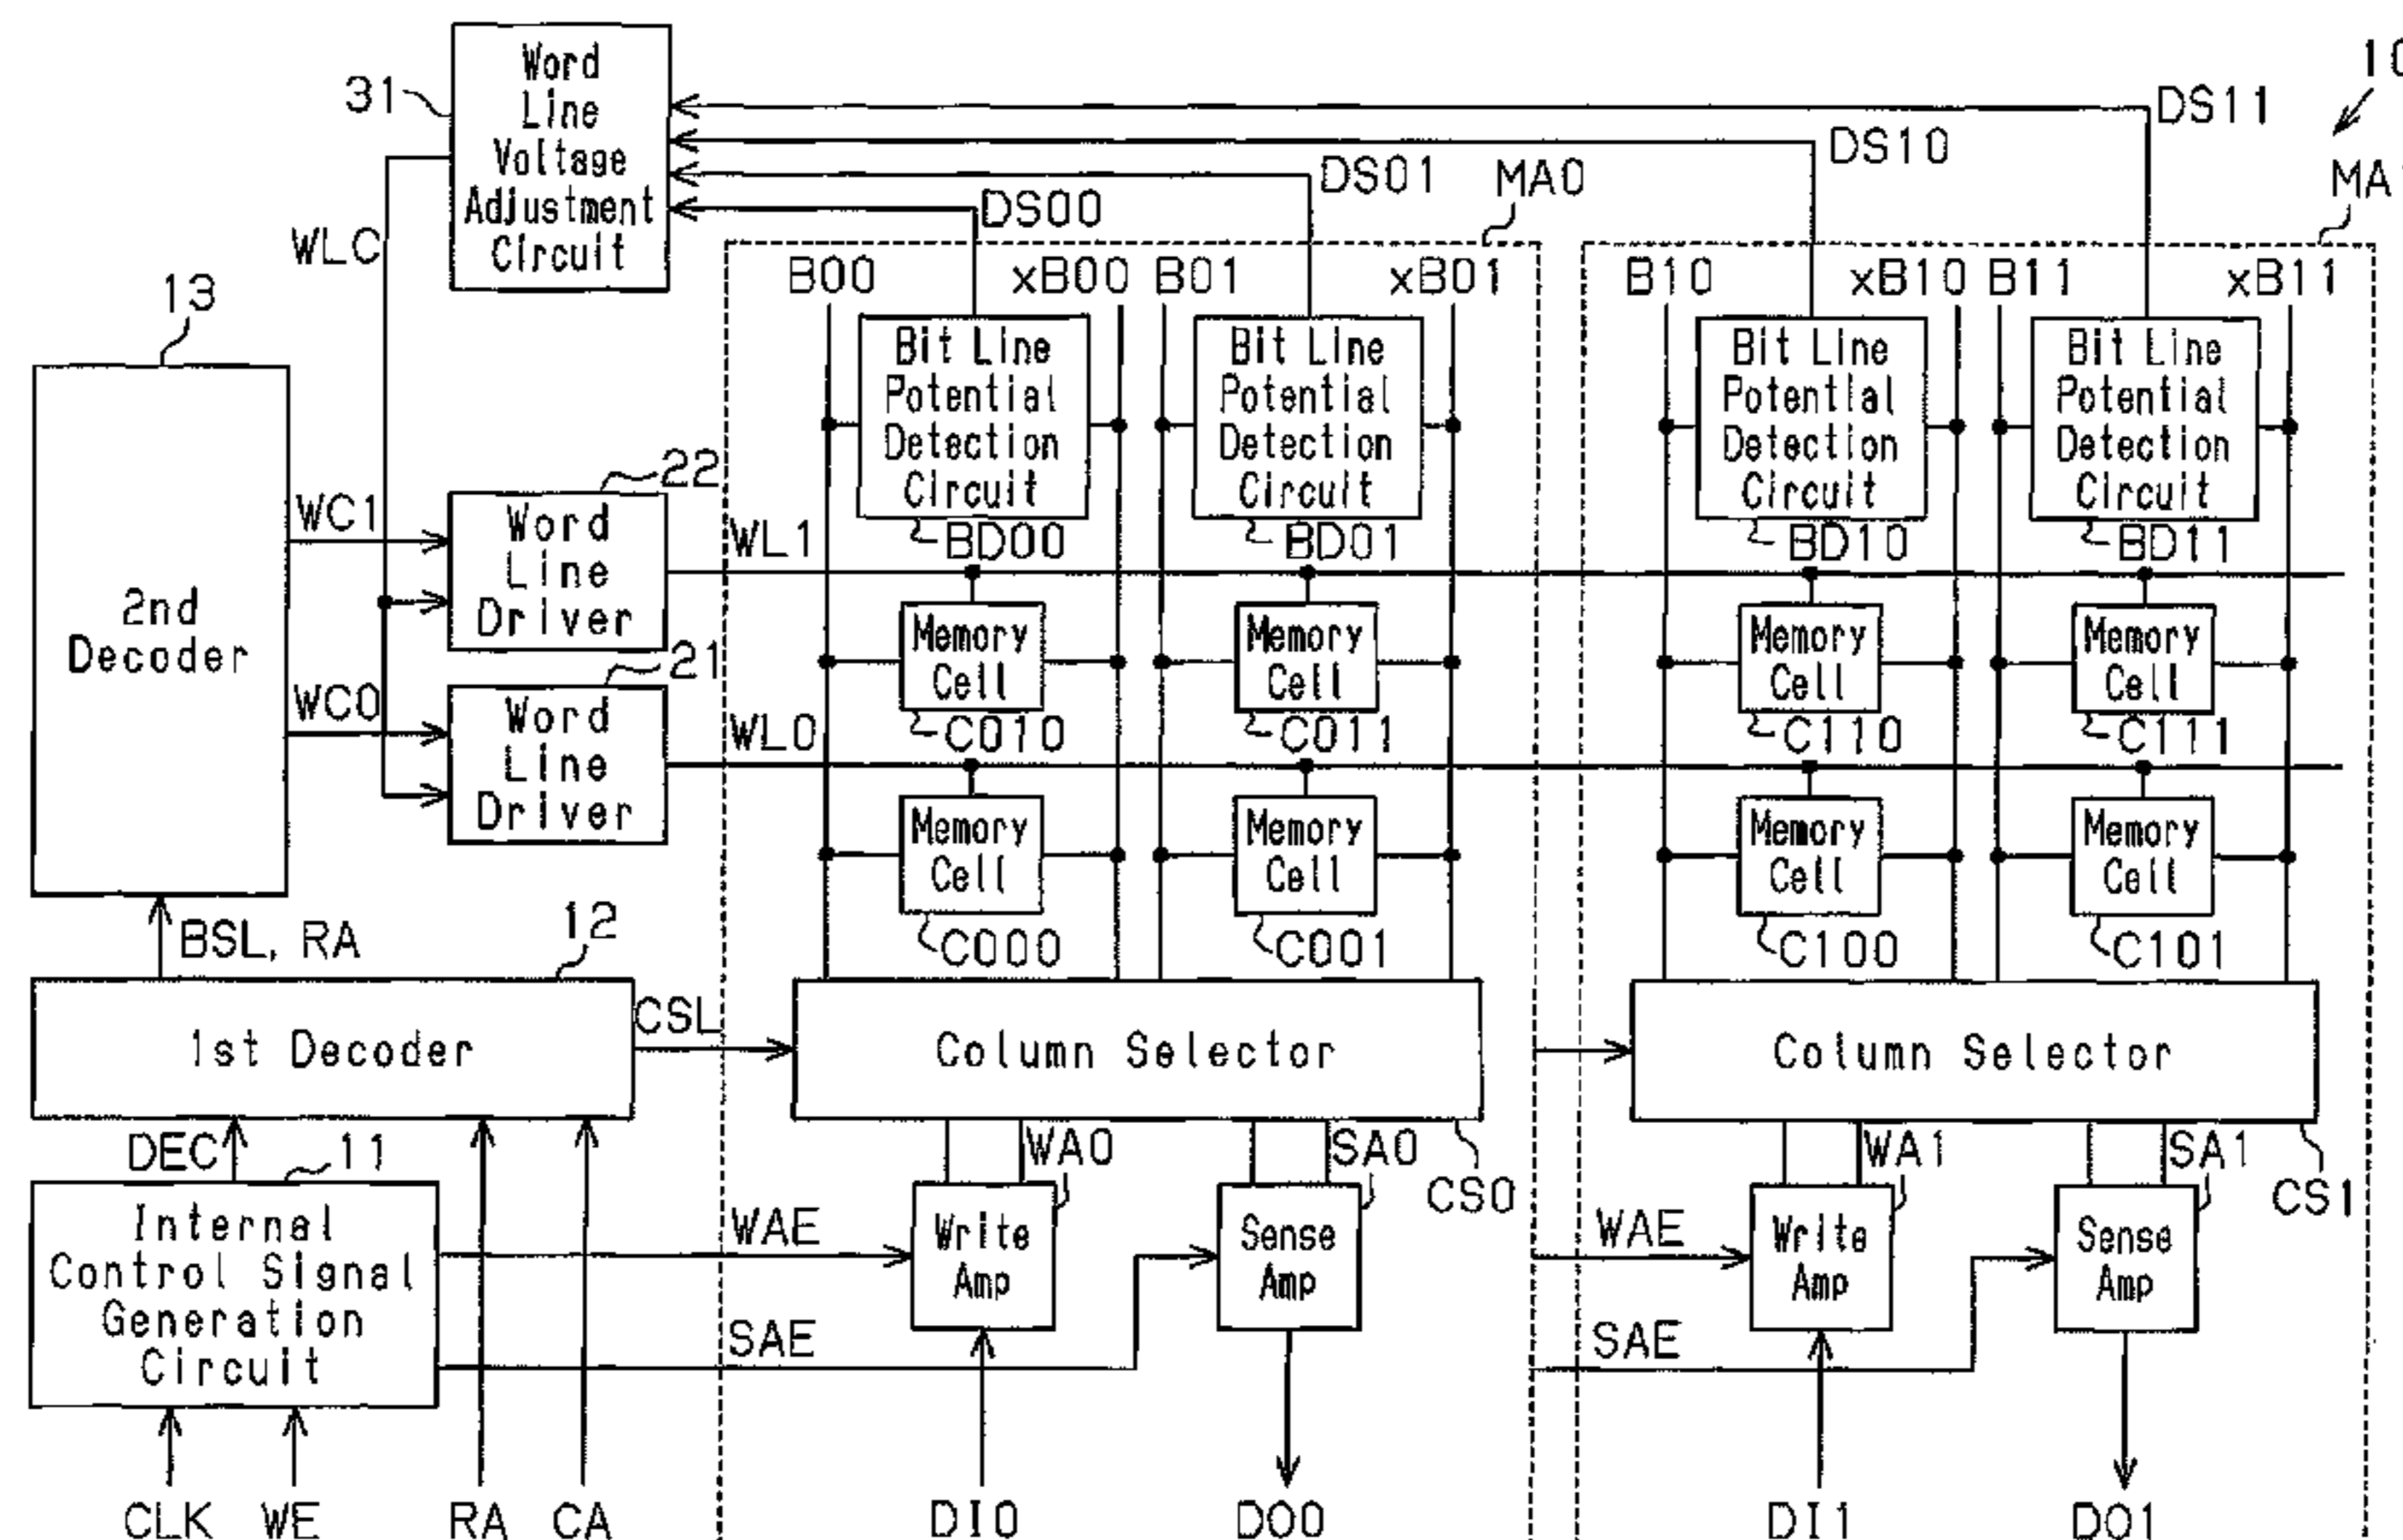 Word
Line
Voltage
Adjustment
Circuit
31
DS11
DS10
DS01
DS00
WLC
MA0
B00
xB00
B01
xB01
B10
xB10
B11
xB11
13
2nd
Decoder
Bit Line
Potential
Detection
Circuit
Bit Line
Potential
Detection
Circuit
Bit Line
Potential
Detection
Circuit
Bit Line
Potential
Detection
Circuit
BD00
BD01
BD10
BD11
WC1
22
Word
Line
Driver
WL1
Memory
Cell
Memory
Cell
Memory
Cell
Memory
Cell
C010
C011
C110
C111
WC0
21
Word
Line
Driver
WL0
Memory
Cell
Memory
Cell
Memory
Cell
Memory
Cell
C000
C001
C100
C101
BSL, RA
12
1st Decoder
CSL
Column Selector
Column Selector
CS0
CS1
DEC
11
Internal
Control Signal
Generation
Circuit
WAE
SAE
WA0
Write
Amp
SA0
Sense
Amp
WAE
SAE
WA1
Write
Amp
SA1
Sense
Amp
CLK
WE
RA
CA
DI0
DO0
DI1
DO1